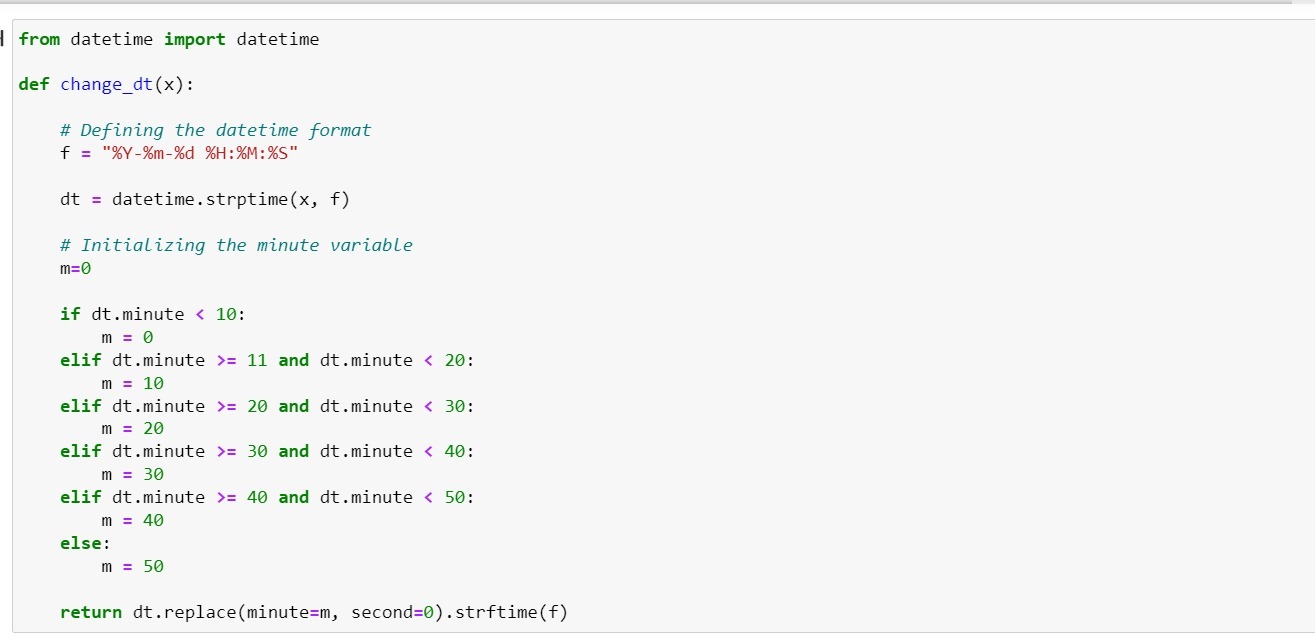 from datetime import datetime
def change_dt(x):
# Defining the datetime format
f = "%Y-%m-%d %H:%M:%S"
dt = datetime.strptime(x, f)
# Initializing the minute variable
m=0
if dt.minute < 10:
m = 0
elif dt.minute >= 11 and dt.minute < 20:
m = 10
elif dt.minute >= 20 and dt.minute < 30:
m = 20
elif dt.minute >= 30 and dt.minute < 40:
m = 30
elif dt.minute >= 40 and dt.minute < 50:
m = 40
else:
m = 50
return dt.replace(minute=m, second=0).strftime(f)